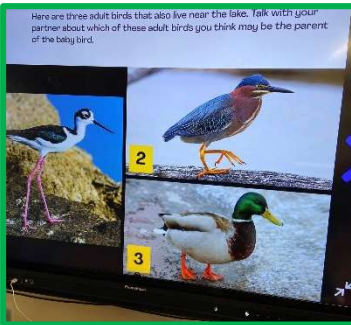 Here are three adult birds that also live near the lake. Talk with your
partner about which of these adult birds you think may be the parent
of the baby bird.
2
3